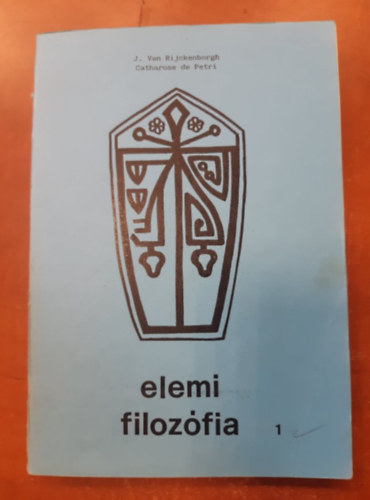 J. Van Rijckenborgh
Catharose de Petri
elemi
filozófia 1